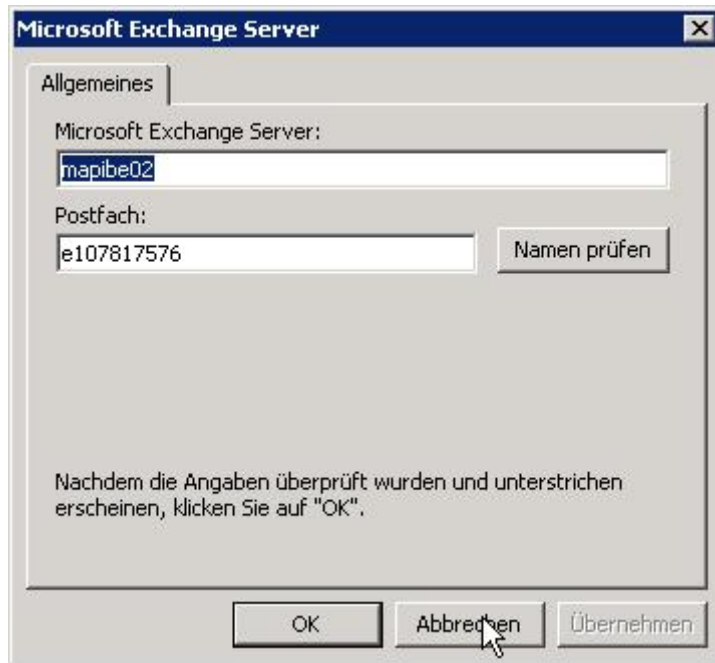 Microsoft Exchange Server
Allgemeines
Microsoft Exchange Server:
mapibe02
Postfach:
e107817576
Namen prüfen
Nachdem die Angaben überprüft wurden und unterstrichen
erscheinen, klicken Sie auf "OK".
OK
Abbrechen
Übernehmen